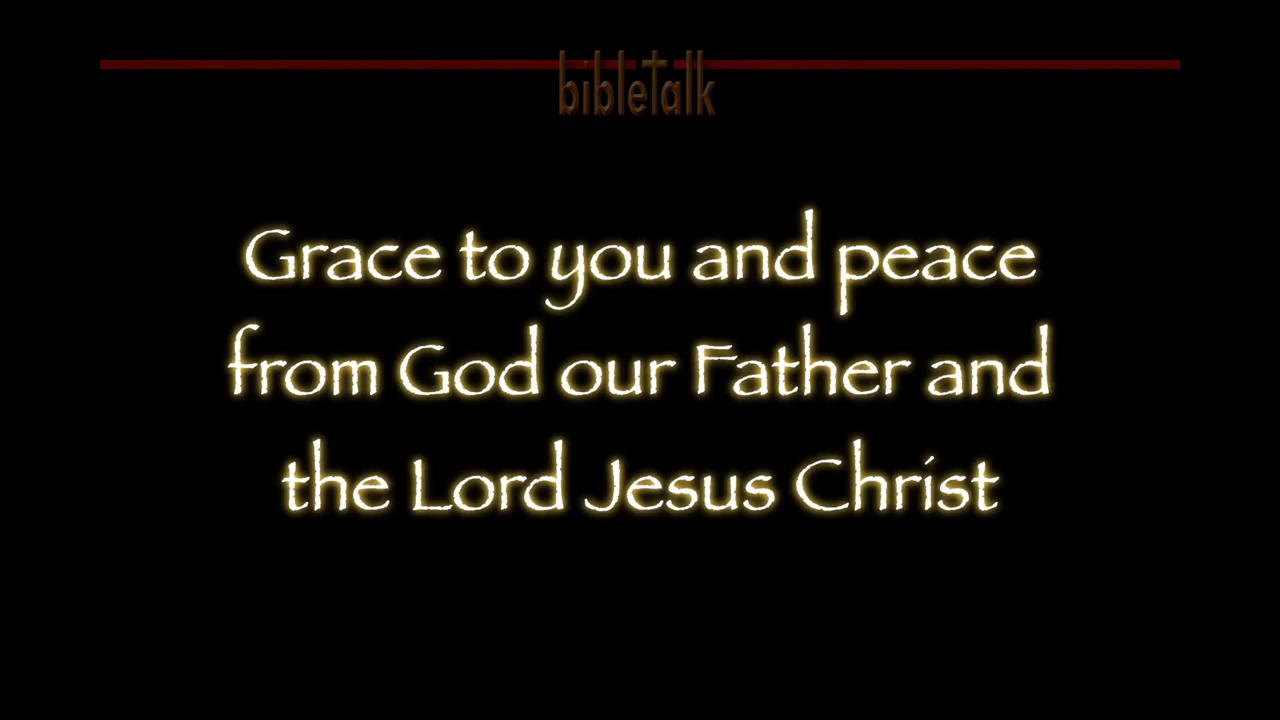 bibleTalk
Grace to you and peace
from God our Father and
the Lord Jesus Christ